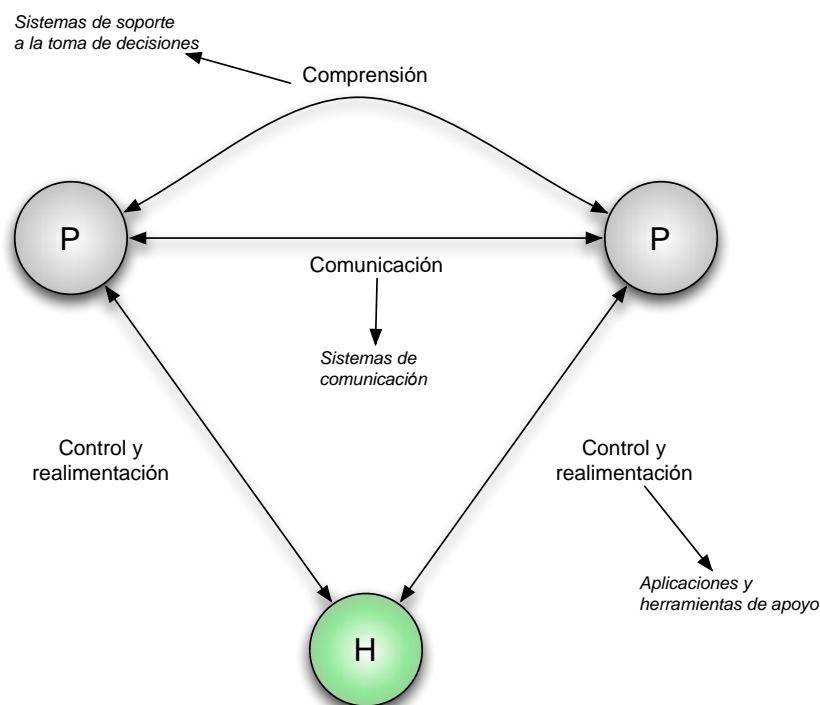 Sistemas de soporte
a la toma de decisiones
Comprensión
P
P
Comunicación
Sistemas de
comunicación
Control y
realimentación
Control y
realimentación
Aplicaciones y
herramientas de apoyo
H